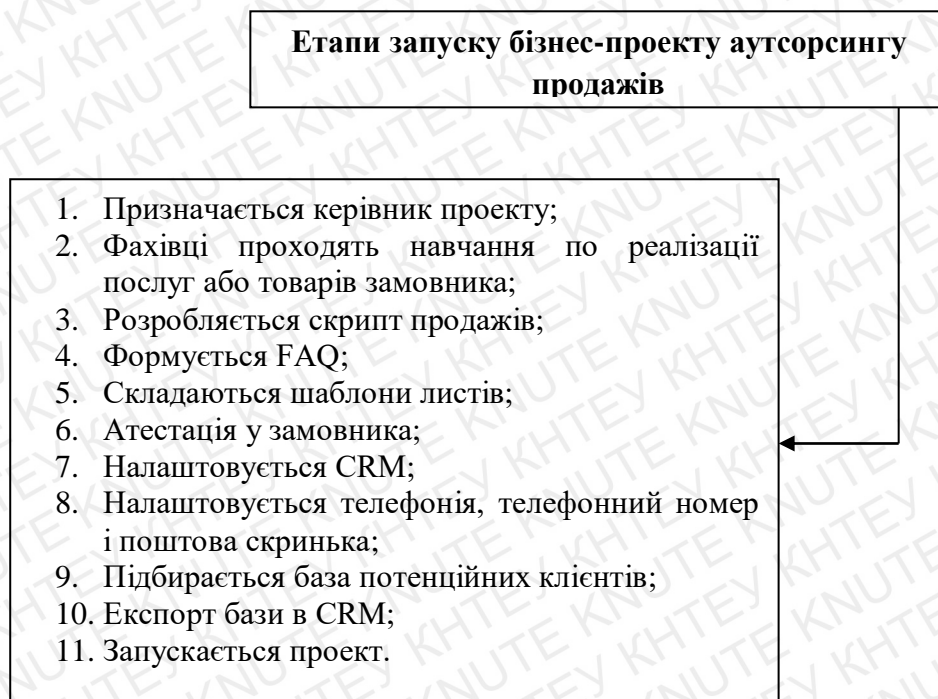 Етапи запуску бізнес-проекту аутсорсингу
продажів
1. Призначається керівник проекту;
2. Фахівці проходять навчання по реалізації
послуг або товарів замовника;
3. Розробляється скрипт продажів;
4. Формується FAQ;
5. Складаються шаблони листів;
6. Атестація у замовника;
7. Налаштовується CRM;
8. Налаштовується телефонія, телефонний номер
і поштова скринька;
9. Підбирається база потенційних клієнтів;
10. Експорт бази в CRM;
11. Запускається проект.